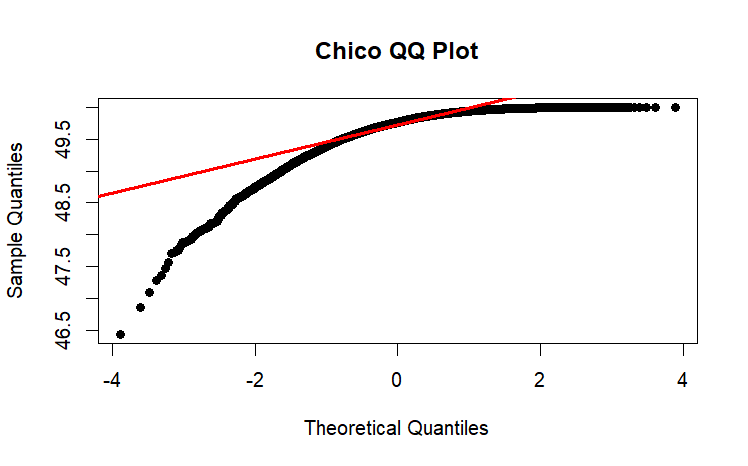 Chico QQ Plot
Sample Quantiles
49.5
48.5
47.5
46.5
-4 -2 0 2 4
Theoretical Quantiles